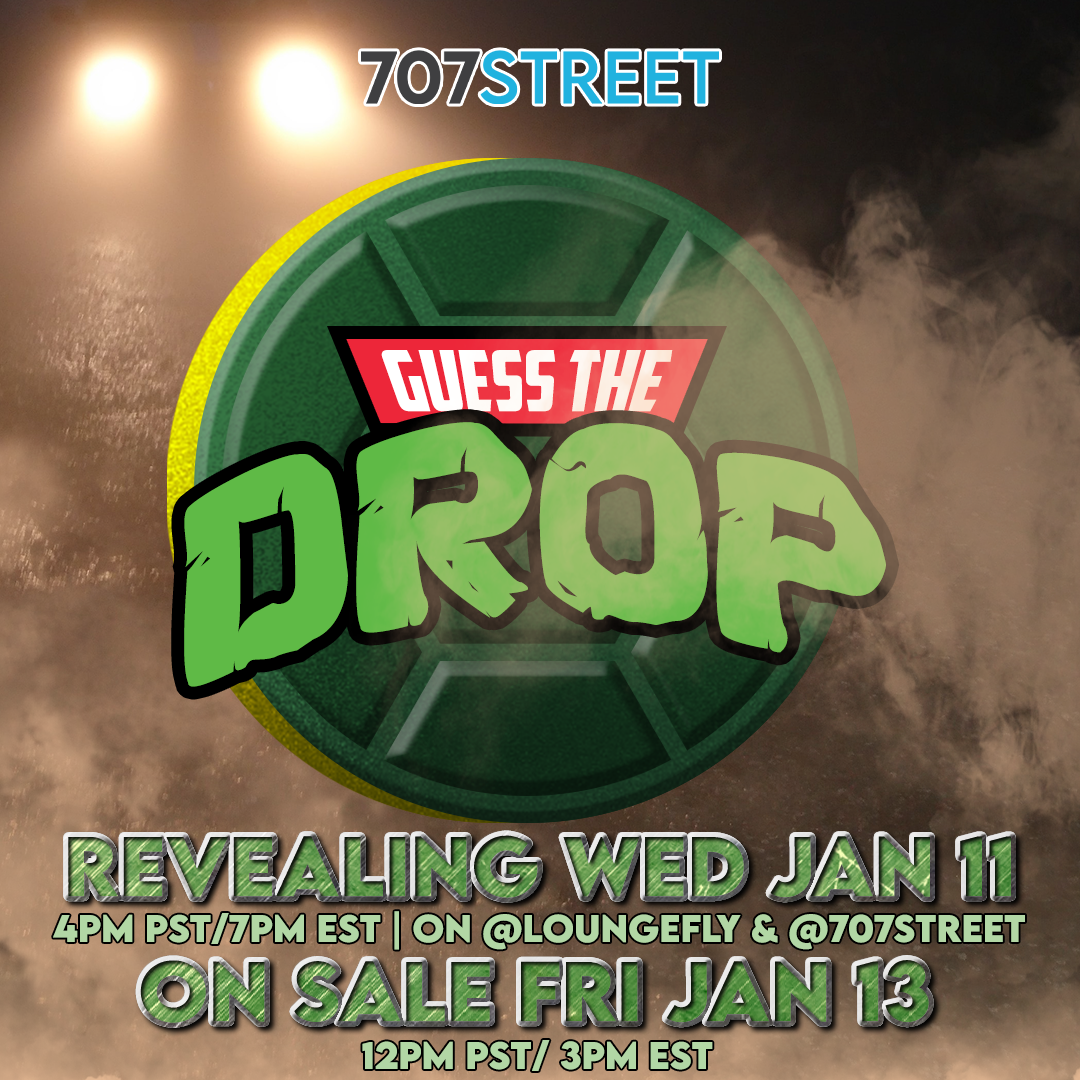 707STREET
GUESS THE
DROP
REVEALING WED JAN 11
4PM PST/7PM EST | ON @LOUNGEFLY & @707STREET
ON SALE FRI JAN 13
12PM PST/ 3PM EST